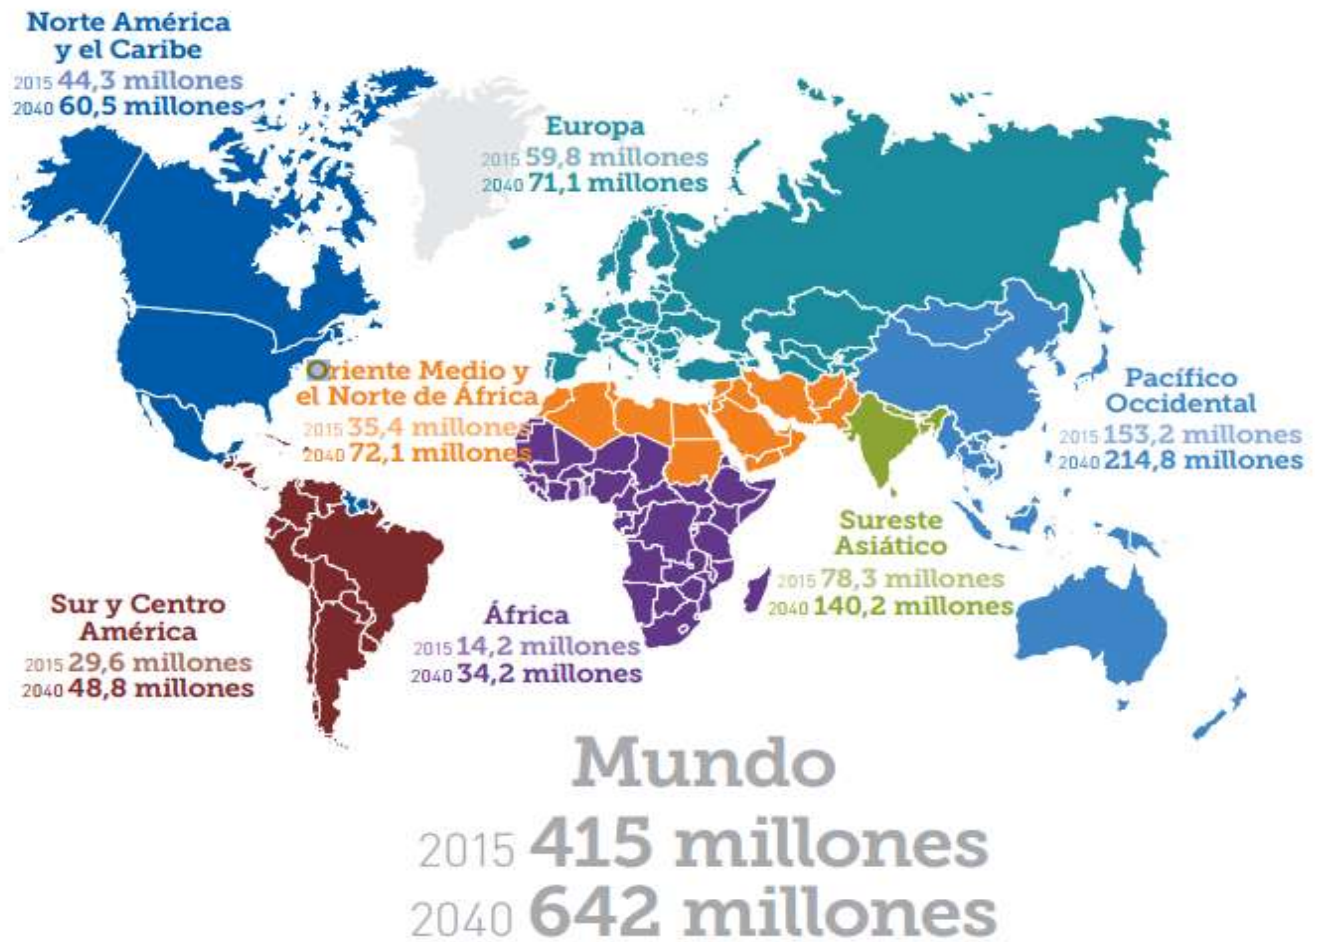 Norte América
y el Caribe
2015 44,3 millones
2040 60,5 millones
Europa
2015 59,8 millones
2040 71,1 millones
Oriente Medio y
el Norte de África
2015 35,4 millones
2040 72,1 millones
Pacífico
Occidental
2015 153,2 millones
2040 214,8 millones
Sureste
Asiático
2015 78,3 millones
2040 140,2 millones
Sur y Centro
América
2015 29,6 millones
2040 48,8 millones
África
2015 14,2 millones
2040 34,2 millones
Mundo
2015 415 millones
2040 642 millones